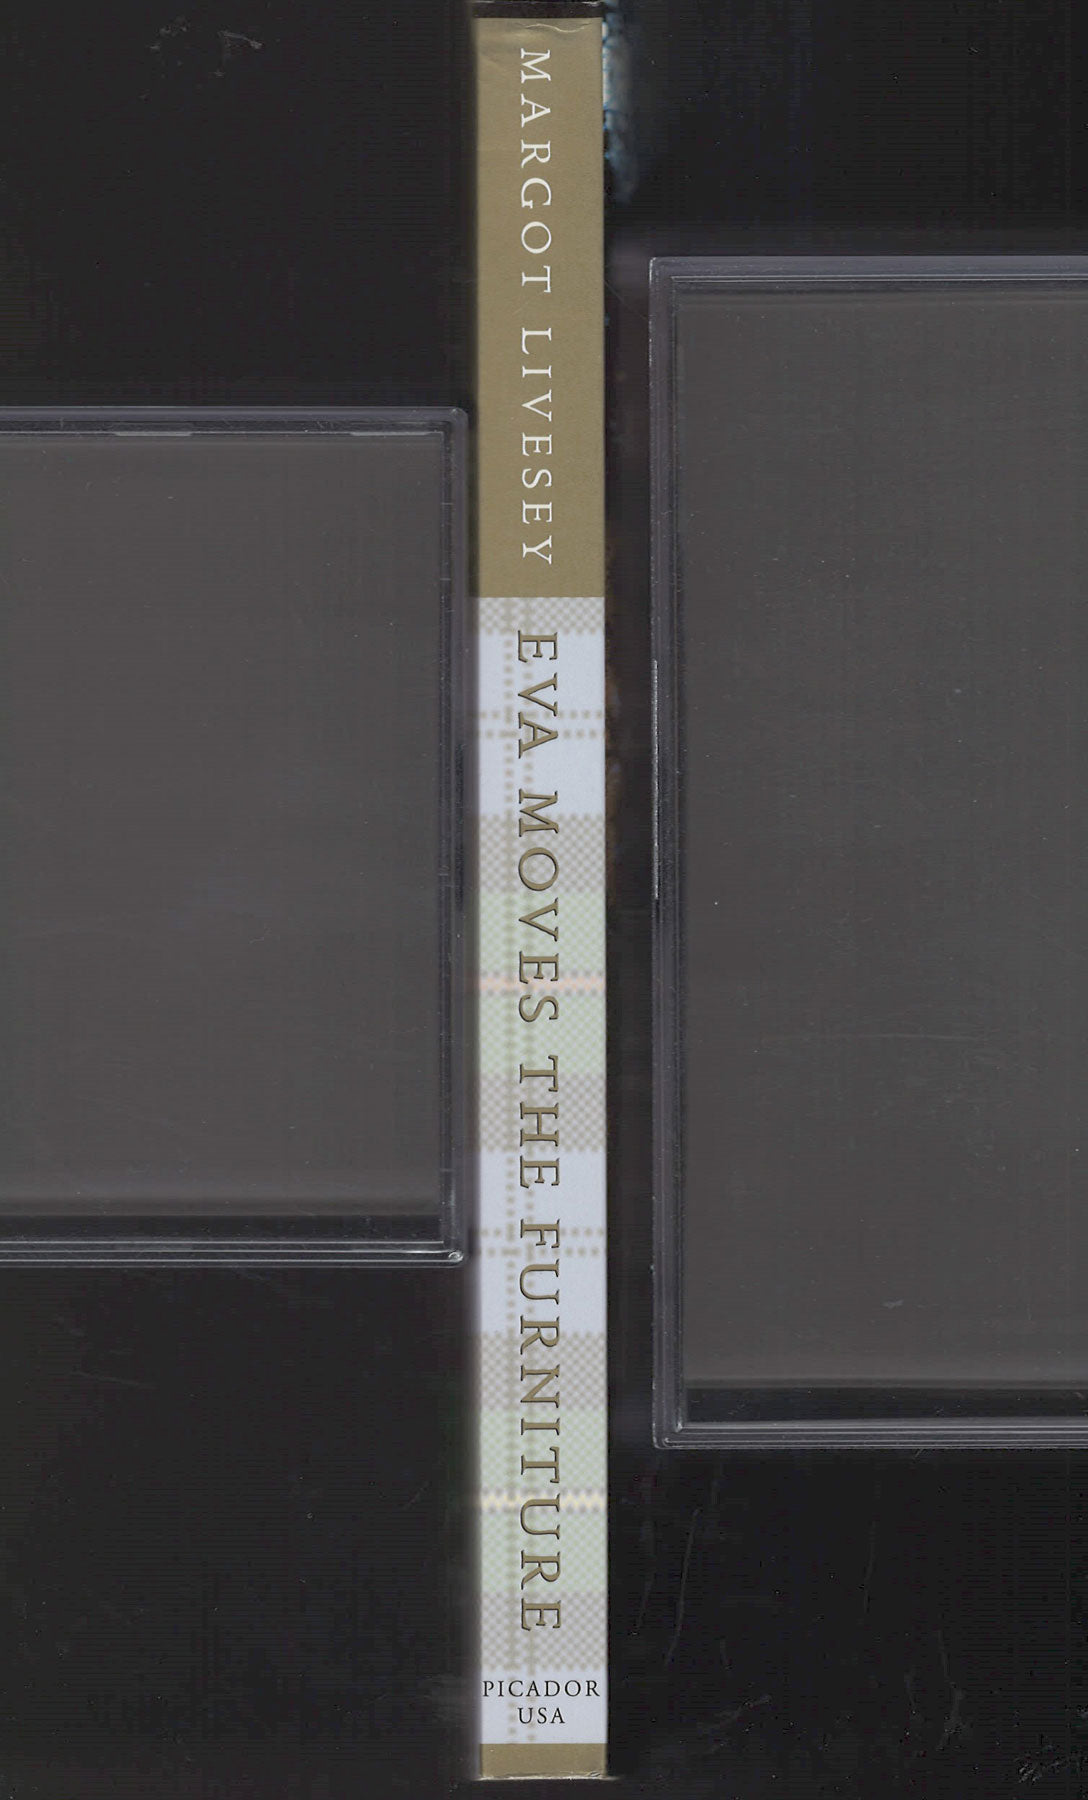 MARGOT LIVESEY
EVA MOVES THE FURNITURE
PICADOR
USA